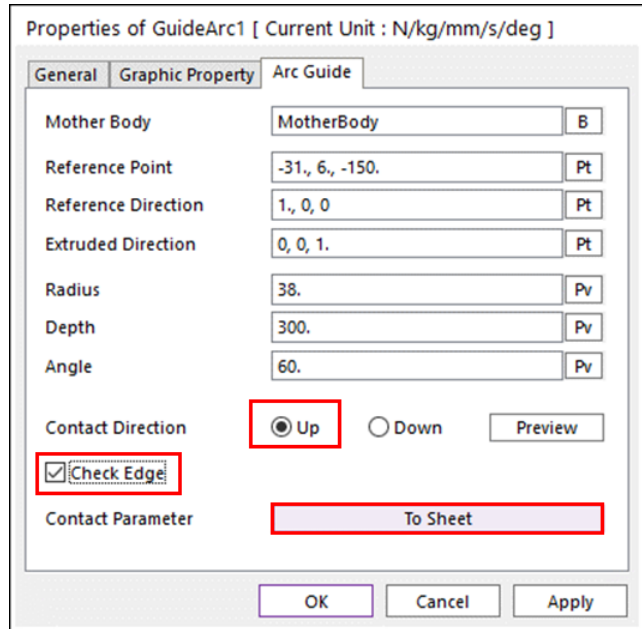 Properties of GuideArc1 [ Current Unit : N/kg/mm/s/deg ]
General Graphic Property Arc Guide
Mother Body MotherBody B
Reference Point -31., 6., -150. Pt
Reference Direction 1., 0, 0 Pt
Extruded Direction 0, 0, 1. Pt
Radius 38. Pv
Depth 300. Pv
Angle 60. Pv
Contact Direction Up Down Preview
Check Edge
Contact Parameter To Sheet
OK Cancel Apply